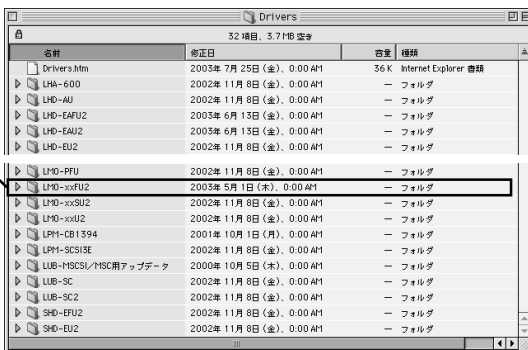 Drivers
32 項目、3.7 MB 空き
名前 修正日 容量 種類
Drivers.htm 2003年 7月 25日 (金)、0:00 AM 36 K Internet Explorer 書類
LHA-600 2002年 11月 8日 (金)、0:00 AM — フォルダ
LHD-AU 2002年 11月 8日 (金)、0:00 AM — フォルダ
LHD-EAFU2 2003年 6月 13日 (金)、0:00 AM — フォルダ
LHD-EAU2 2003年 6月 13日 (金)、0:00 AM — フォルダ
LHD-EU2 2002年 11月 8日 (金)、0:00 AM — フォルダ
LMO-PFU 2002年 11月 8日 (金)、0:00 AM — フォルダ
LMO-xxFU2 2003年 5月 1日 (木)、0:00 AM — フォルダ
LMO-xxSU2 2002年 11月 8日 (金)、0:00 AM — フォルダ
LMO-xxU2 2002年 11月 8日 (金)、0:00 AM — フォルダ
LPM-CB1394 2001年 10月 1日 (月)、0:00 AM — フォルダ
LPM-SCSI3E 2002年 11月 8日 (金)、0:00 AM — フォルダ
LUB-MSCSI/MSC用アップデータ 2000年 10月 5日 (木)、0:00 AM — フォルダ
LUB-SC 2002年 11月 8日 (金)、0:00 AM — フォルダ
LUB-SC2 2002年 11月 8日 (金)、0:00 AM — フォルダ
SHD-EFU2 2002年 11月 8日 (金)、0:00 AM — フォルダ
SHD-EU2 2002年 11月 8日 (金)、0:00 AM — フォルダ